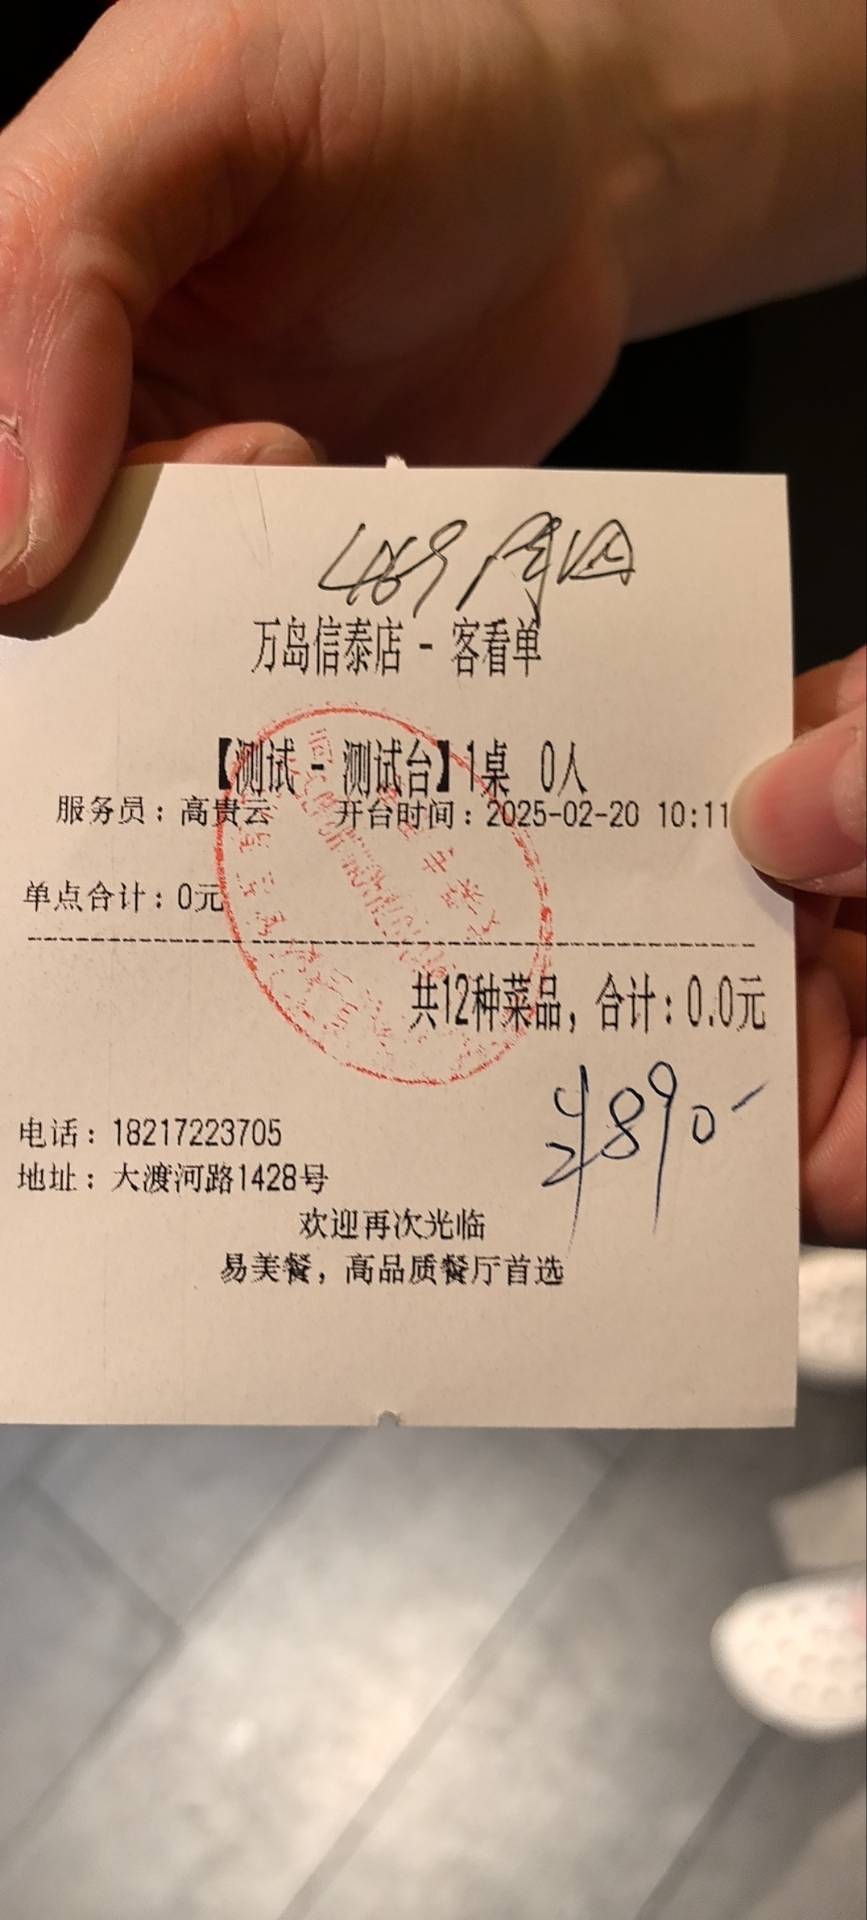 469 周四
万岛信泰店 - 客看单
【测试 - 测试台】1桌 0人
服务员：高贵云 开台时间：2025-02-20 10:11
单点合计：0元
共12种菜品，合计：0.0元
890-
电话：18217223705
地址：大渡河路1428号
欢迎再次光临
易美餐，高品质餐厅首选